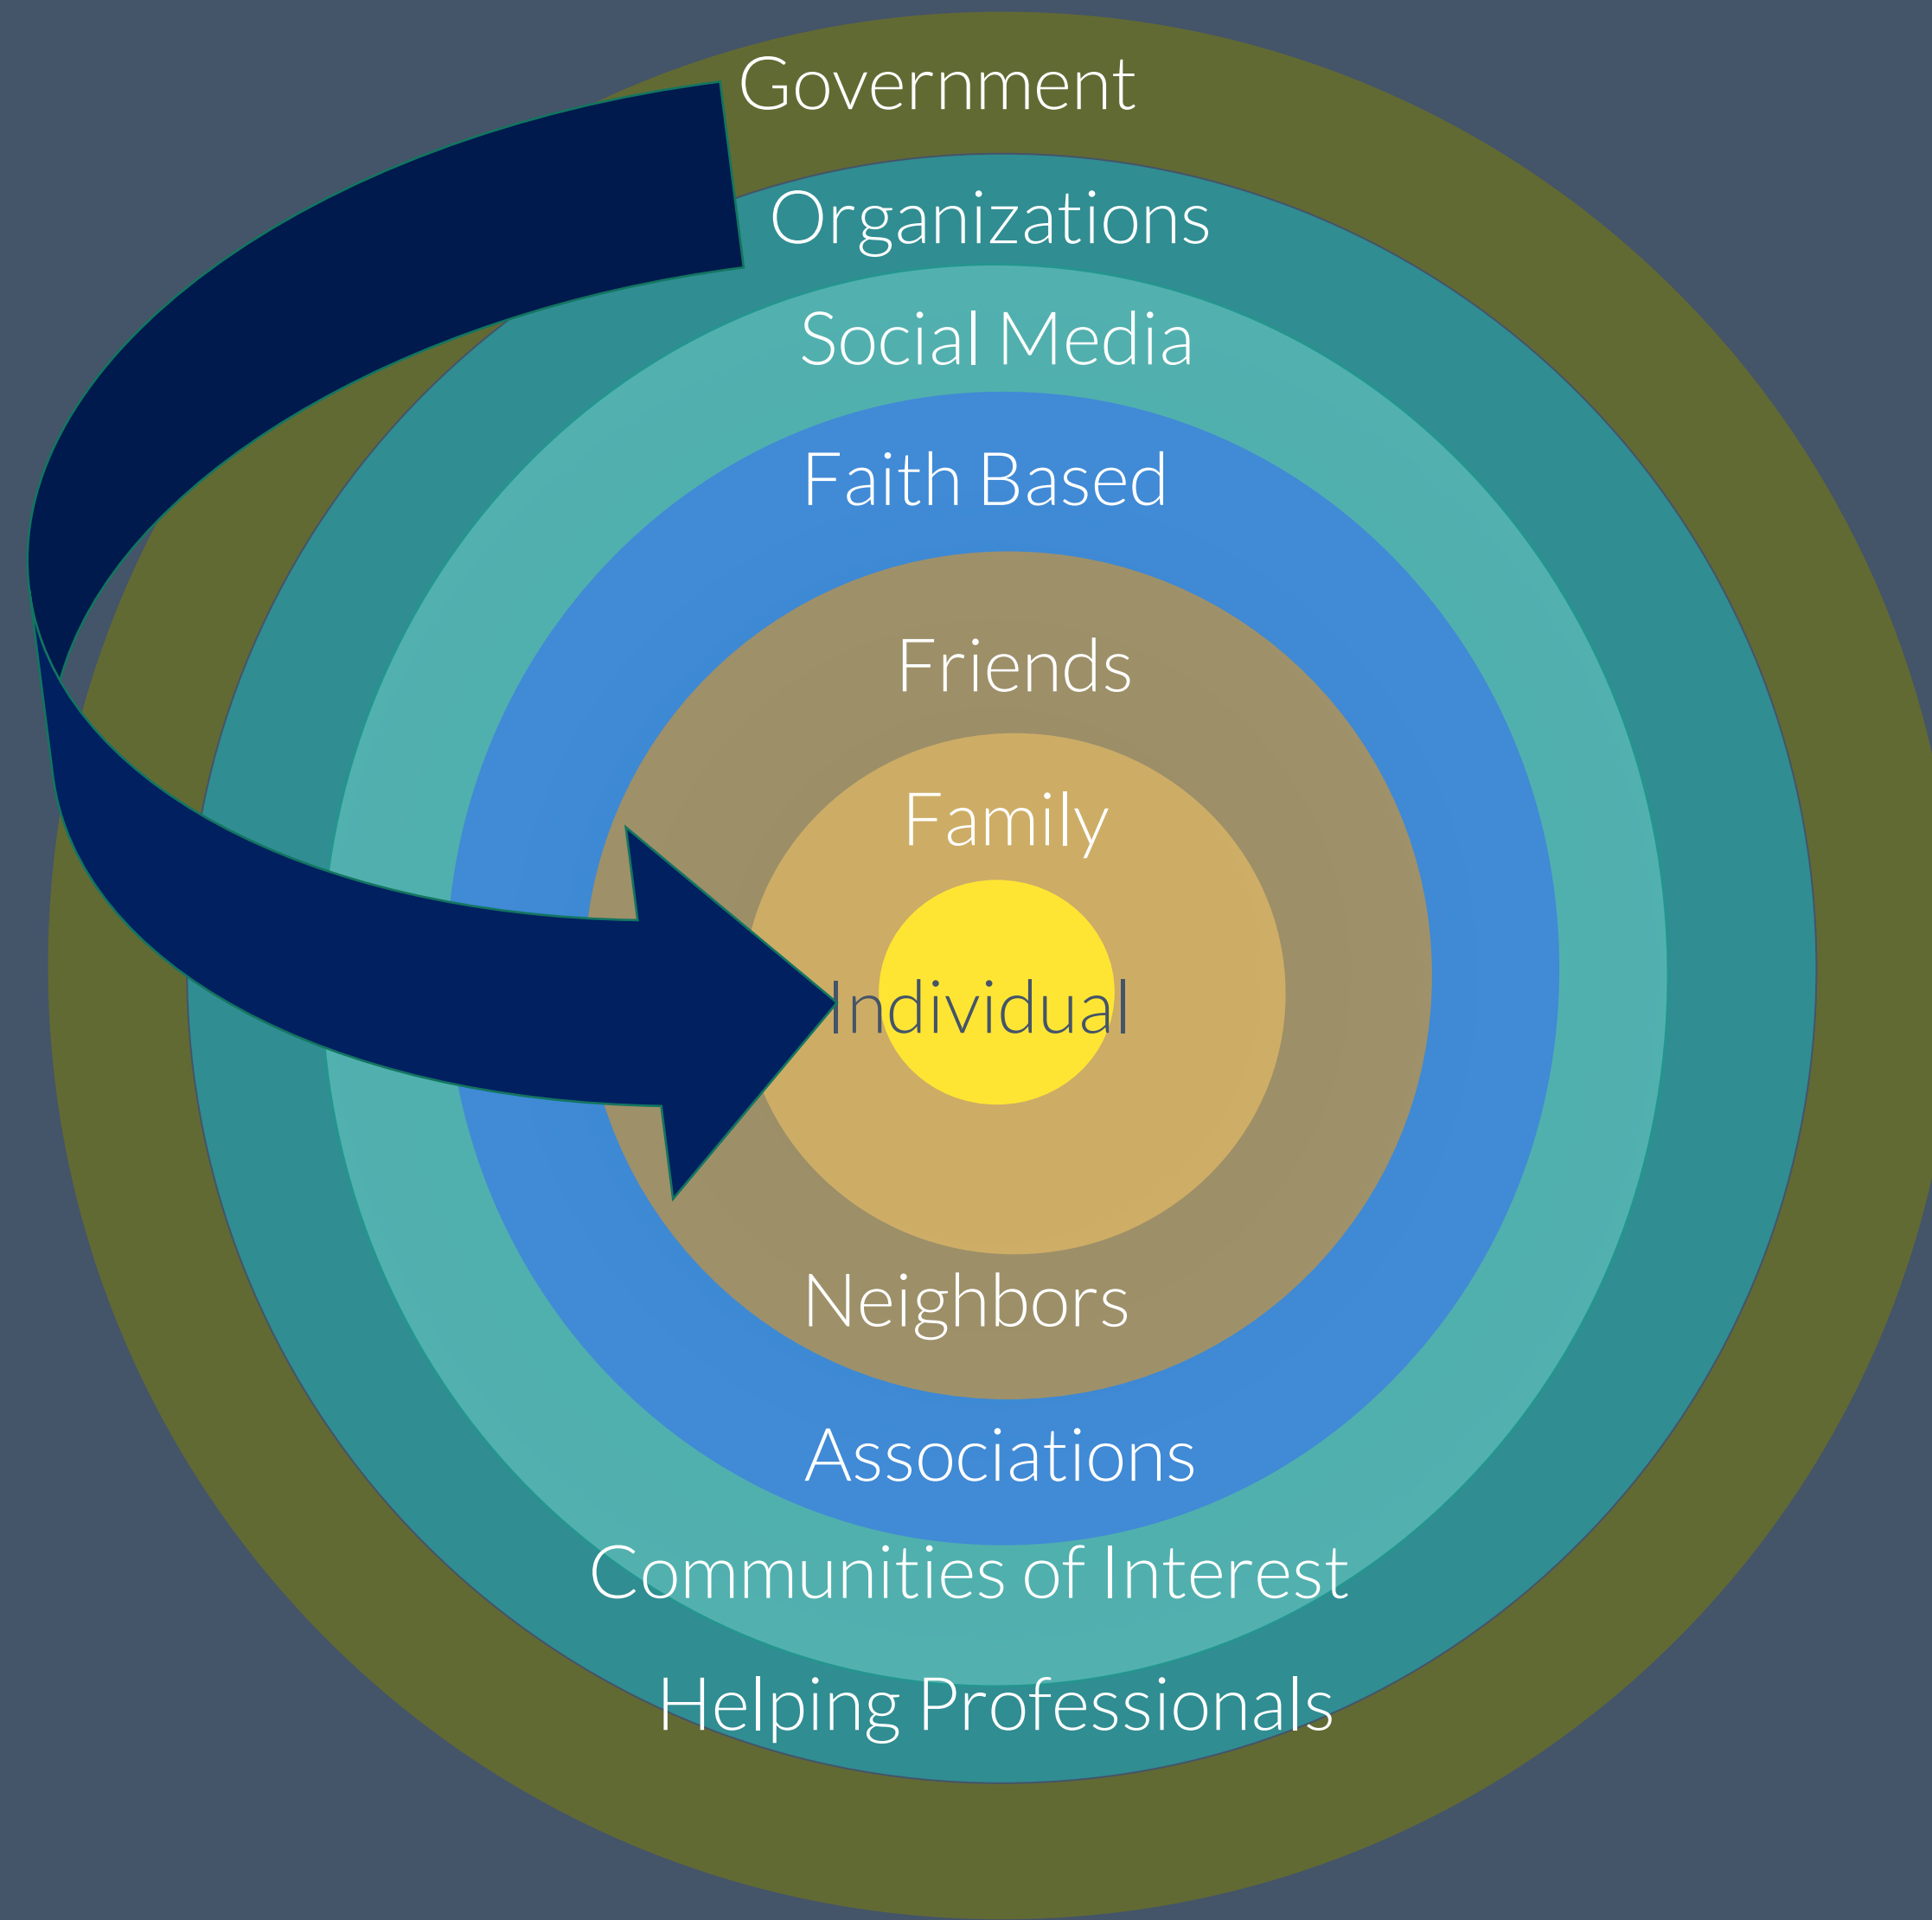 Government
Organizations
Social Media
Faith Based
Friends
Family
Individual
Neighbors
Associations
Communities of Interest
Helping Professionals